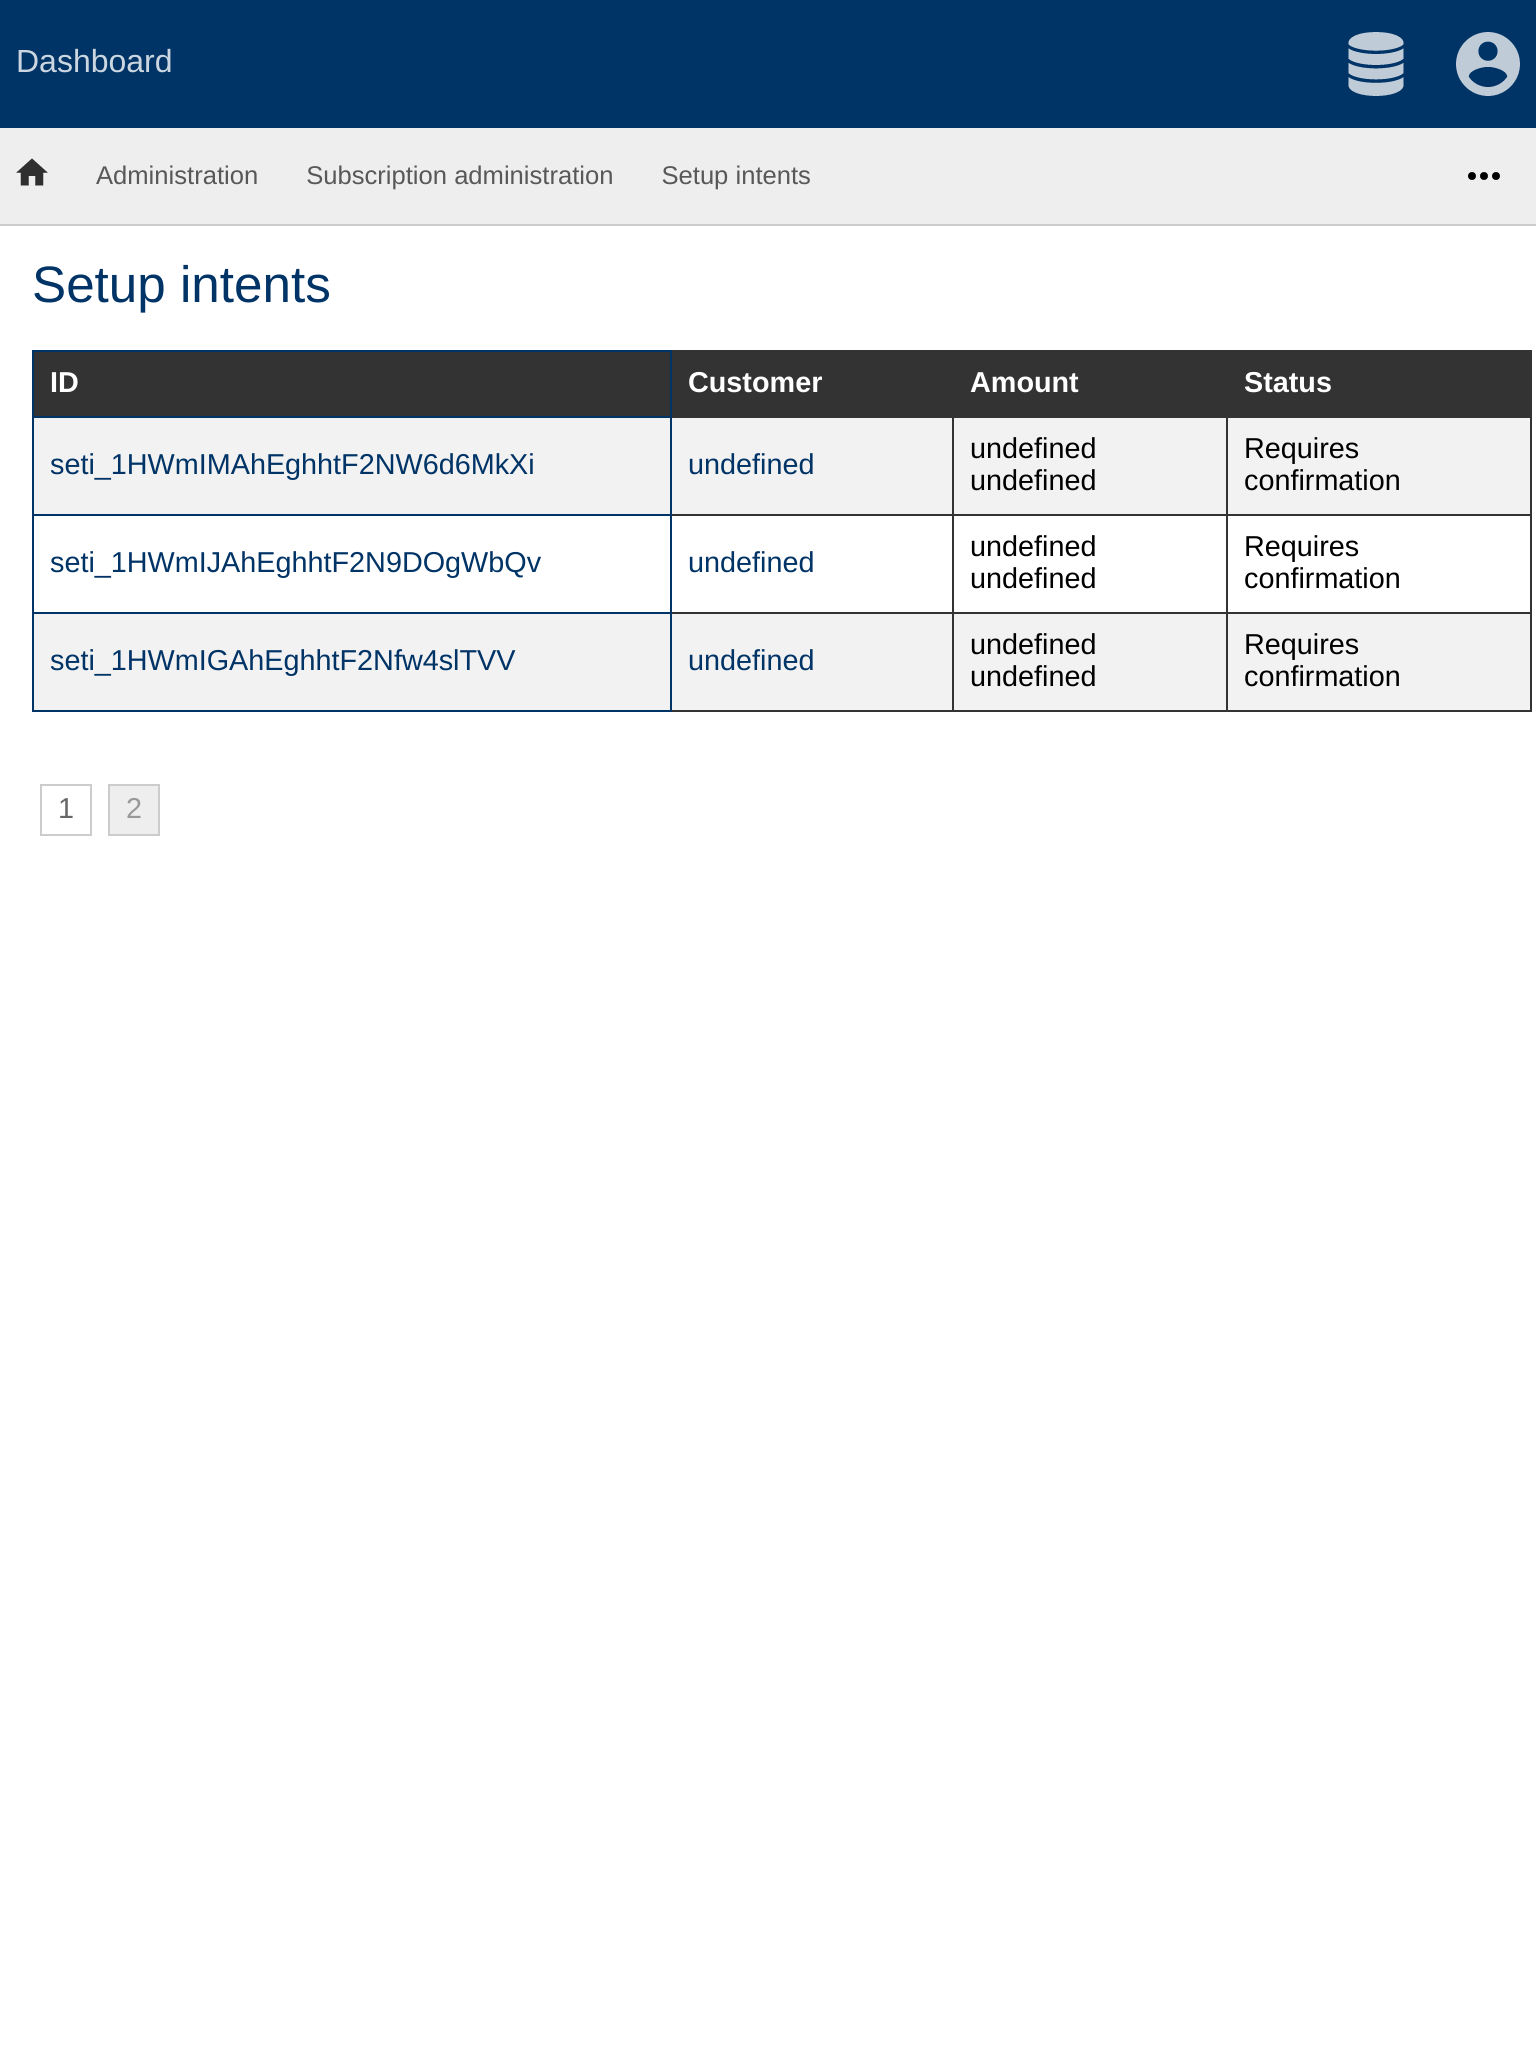 Dashboard
Administration Subscription administration Setup intents
Setup intents
ID Customer Amount Status
seti_1HWmIMAhEghhtF2NW6d6MkXi undefined undefined undefined Requires confirmation
seti_1HWmIJAhEghhtF2N9DOgWbQv undefined undefined undefined Requires confirmation
seti_1HWmIGAhEghhtF2Nfw4slTVV undefined undefined undefined Requires confirmation
1 2